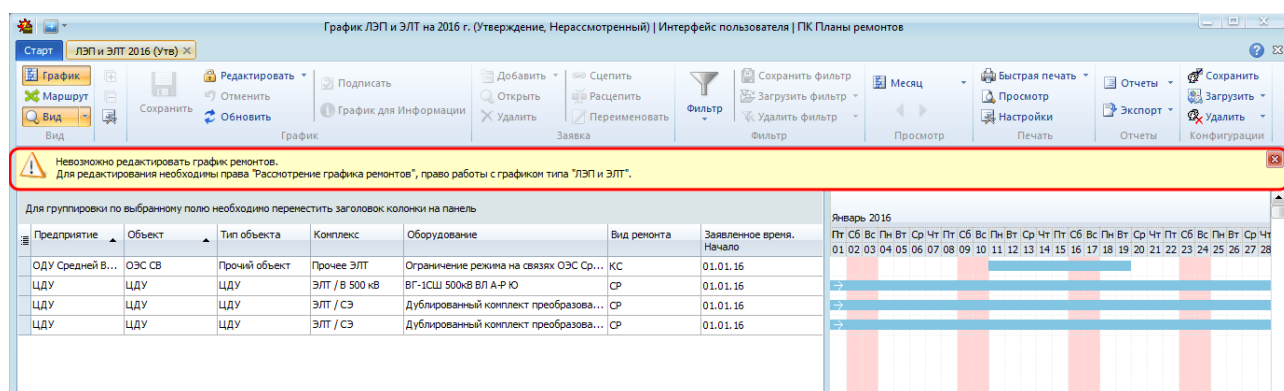 График ЛЭП и ЭЛТ на 2016 г. (Утверждение, Нерассмотренный) | Интерфейс пользователя | ПК Планы ремонтов
Старт ЛЭП и ЭЛТ 2016 (Утв)
График
Маршрут
Вид
Вид
Сохранить
Редактировать
Отменить
Обновить
Подписать
График для Информации
График
Добавить
Открыть
Удалить
Сцепить
Расцепить
Переименовать
Заявка
Фильтр
Сохранить фильтр
Загрузить фильтр
Удалить фильтр
Фильтр
Месяц
Просмотр
Быстрая печать
Просмотр
Настройки
Печать
Отчеты
Экспорт
Отчеты
Сохранить
Загрузить
Удалить
Конфигурации
Невозможно редактировать график ремонтов.
Для редактирования необходимы права "Рассмотрение графика ремонтов", право работы с графиком типа "ЛЭП и ЭЛТ".
Для группировки по выбранному полю необходимо переместить заголовок колонки на панель
Январь 2016
Предприятие Объект Тип объекта Комплекс Оборудование Вид ремонта Заявленное время. Начало
Пт Сб Вс Пн Вт Ср Чт Пт Сб Вс Пн Вт Ср Чт Пт Сб Вс Пн Вт Ср Чт Пт Сб Вс Пн Вт Ср Чт
01 02 03 04 05 06 07 08 09 10 11 12 13 14 15 16 17 18 19 20 21 22 23 24 25 26 27 28
ОДУ Средней В... ОЭС СВ Прочий объект Прочее ЭЛТ Ограничение режима на связях ОЭС Ср... КС 01.01.16
ЦДУ ЦДУ ЦДУ ЭЛТ / В 500 кВ ВГ-1СШ 500кВ ВЛ А-Р Ю СР 01.01.16
ЦДУ ЦДУ ЦДУ ЭЛТ / СЭ Дублированный комплект преобразова... СР 01.01.16
ЦДУ ЦДУ ЦДУ ЭЛТ / СЭ Дублированный комплект преобразова... СР 01.01.16